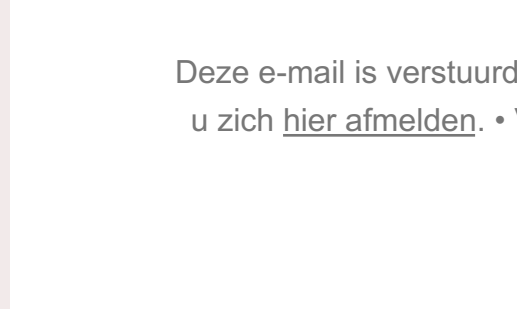 Deze e-mail is verstuurd
u zich hier afmelden. •